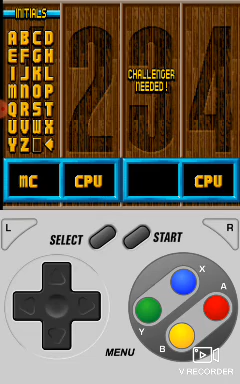 INITIALS
ABCD
EFGH
IJKL
MNOP
QRST
UVWX
YZ
2 3 4
CHALLENGER
NEEDED!
MC CPU CPU
L R
SELECT START
X
A
Y
B
MENU
V RECORDER